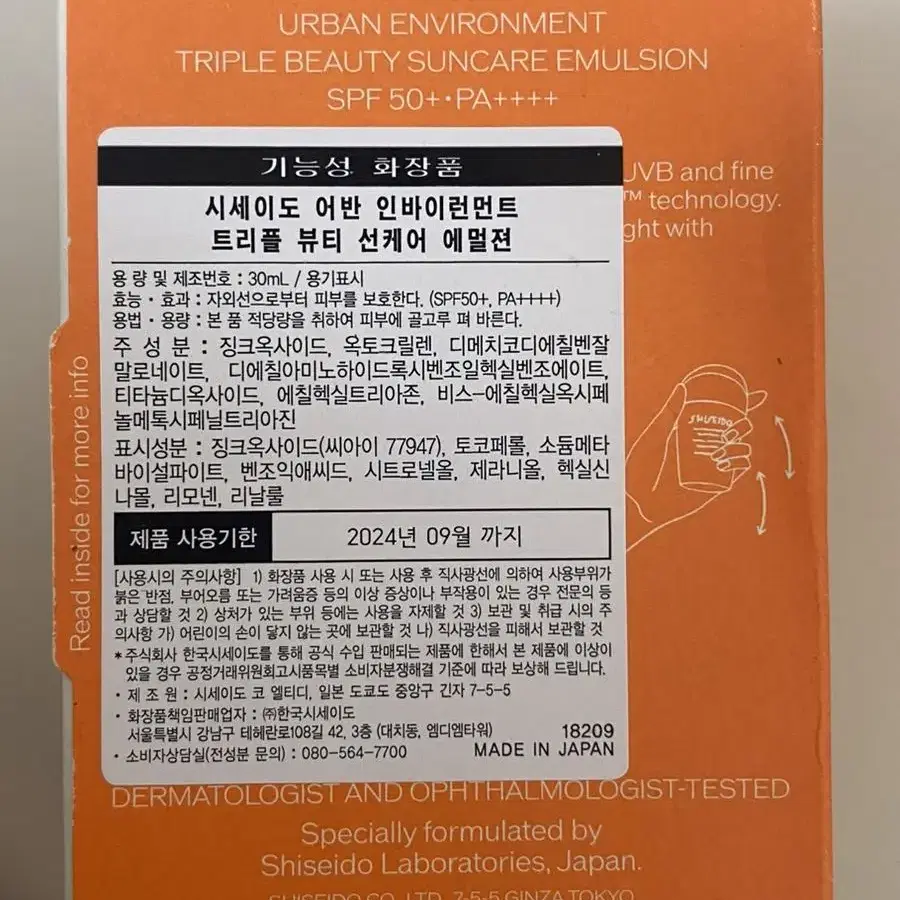 URBAN ENVIRONMENT
TRIPLE BEAUTY SUNCARE EMULSION
SPF 50+•PA++++
UVB and fine
™ technology.
ght with
기능성 화장품
시세이도 어반 인바이런먼트
트리플 뷰티 선케어 에멀젼
용 량 및 제조번호 : 30mL / 용기표시
효능 · 효과 : 자외선으로부터 피부를 보호한다. (SPF50+, PA++++)
용법 · 용량 : 본 품 적당량을 취하여 피부에 골고루 펴 바른다.
주 성 분 : 징크옥사이드, 옥토크릴렌, 디메치코디에칠벤잘
말로네이트, 디에칠아미노하이드록시벤조일헥실벤조에이트,
티타늄디옥사이드, 에칠헥실트리아존, 비스-에칠헥실옥시페
놀메톡시페닐트리아진
표시성분 : 징크옥사이드(씨아이 77947), 토코페롤, 소듐메타
바이설파이트, 벤조익애씨드, 시트로넬올, 제라니올, 헥실신
나몰, 리모넨, 리날룰
제품 사용기한
2024년 09월 까지
[사용시의 주의사항] 1) 화장품 사용 시 또는 사용 후 직사광선에 의하여 사용부위가
붉은 반점, 부어오름 또는 가려움증 등의 이상 증상이나 부작용이 있는 경우 전문의 등
과 상담할 것 2) 상처가 있는 부위 등에는 사용을 자제할 것 3) 보관 및 취급 시의 주
의사항 가) 어린이의 손이 닿지 않는 곳에 보관할 것 나) 직사광선을 피해서 보관할 것
* 주식회사 한국시세이도를 통해 공식 수입 판매되는 제품에 한해서 본 제품에 이상이
있을 경우 공정거래위원회고시품목별 소비자분쟁해결 기준에 따라 보상해 드립니다.
· 제 조 원 : 시세이도 코 엘티디, 일본 도쿄도 중앙구 긴자 7-5-5
· 화장품책임판매업자 : ㈜한국시세이도
서울특별시 강남구 테헤란로108길 42, 3층 (대치동, 엠디엠타워)
18209
· 소비자상담실(전성분 문의) : 080-564-7700
MADE IN JAPAN
Read inside for more info
SHISEIDO
DERMATOLOGIST AND OPHTHALMOLOGIST-TESTED
Specially formulated by
Shiseido Laboratories, Japan.
SHISEIDO CO., LTD. 7-5-5 GINZA TOKYO